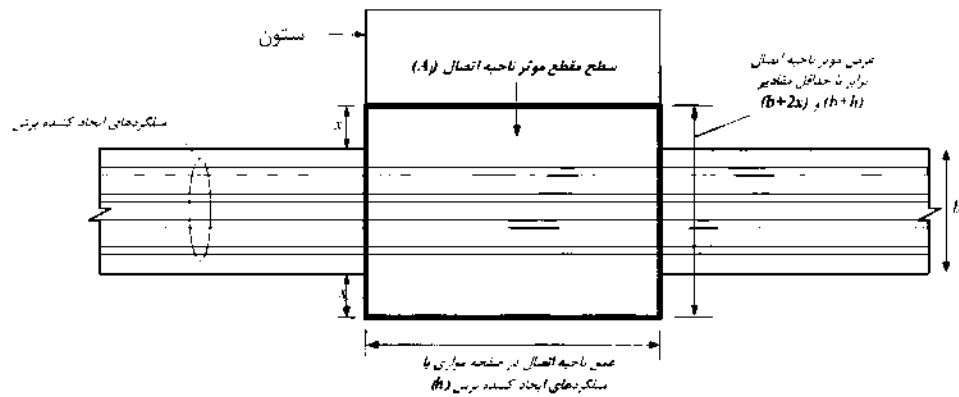 ستون
سطح مقطع موثر ناحیه اتصال (Aj)
عرض موثر ناحیه اتصال
برابر با حداقل مقادیر
(b+h) و (b+2x)
x
میلگردهای ایجاد کننده برش
b
x
عمق ناحیه اتصال در صفحه موازی با
میلگردهای ایجاد کننده برش (h)